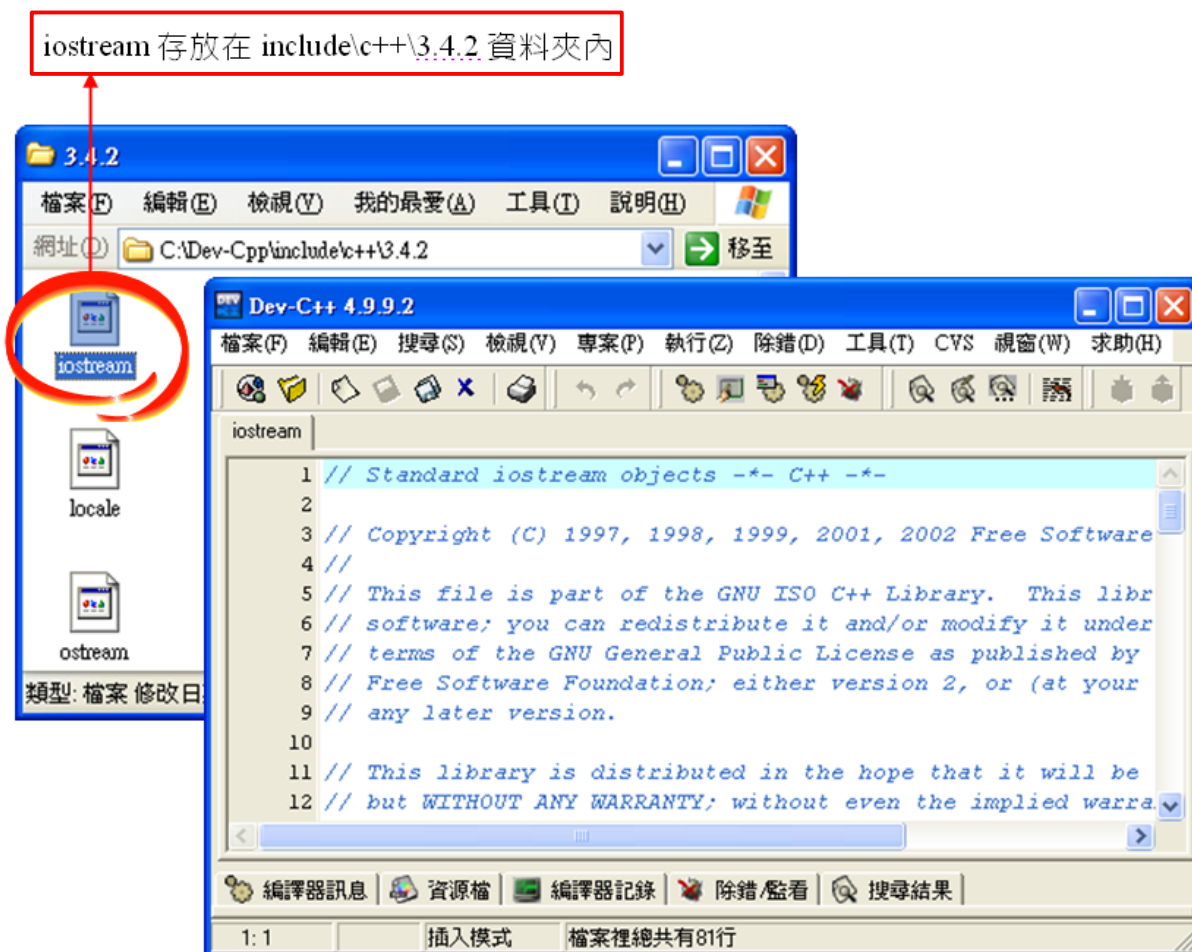 iostream 存放在 include\c++\3.4.2 資料夾內
3.4.2
檔案(F) 編輯(E) 檢視(V) 我的最愛(A) 工具(T) 說明(H)
網址(D) C:\Dev-Cpp\include\c++\3.4.2 移至
iostream
locale
ostream
類型: 檔案 修改日
Dev-C++ 4.9.9.2
檔案(F) 編輯(E) 搜尋(S) 檢視(V) 專案(P) 執行(Z) 除錯(D) 工具(T) CVS 視窗(W) 求助(H)
iostream
1 // Standard iostream objects -*- C++ -*-
2
3 // Copyright (C) 1997, 1998, 1999, 2001, 2002 Free Software
4 //
5 // This file is part of the GNU ISO C++ Library.  This libr
6 // software; you can redistribute it and/or modify it under
7 // terms of the GNU General Public License as published by
8 // Free Software Foundation; either version 2, or (at your
9 // any later version.
10
11 // This library is distributed in the hope that it will be
12 // but WITHOUT ANY WARRANTY; without even the implied warra
編譯器訊息 資源檔 編譯器記錄 除錯/監看 搜尋結果
1: 1 插入模式 檔案裡總共有81行